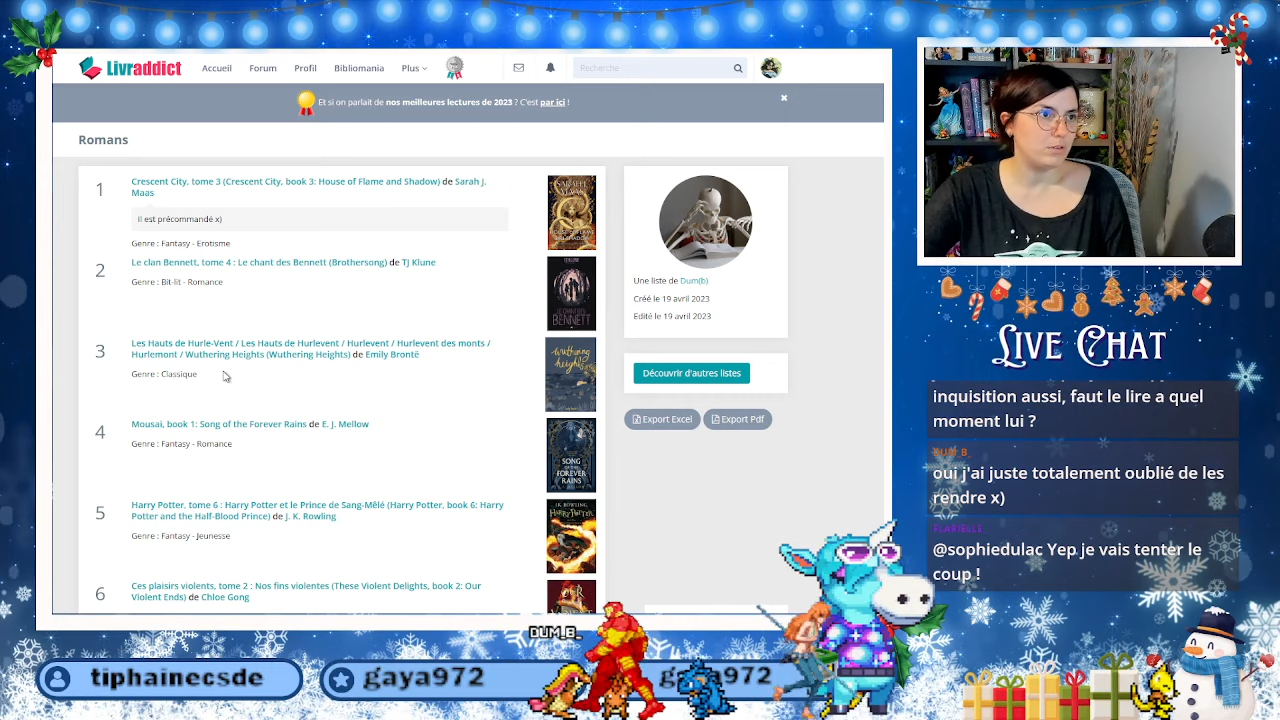 Livraddict
Accueil Forum Profil Bibliomania Plus Recherche
Et si on parlait de nos meilleures lectures de 2023 ? C'est par ici !
Romans
1
Crescent City, tome 3 (Crescent City, book 3: House of Flame and Shadow) de Sarah J.
Maas
Il est précommandé x)
Genre : Fantasy - Erotisme
2
Le clan Bennett, tome 4 : Le chant des Bennett (Brothersong) de TJ Klune
Genre : Bit-lit - Romance
3
Les Hauts de Hurle-Vent / Les Hauts de Hurlevent / Hurlevent / Hurlevent des monts /
Hurlemont / Wuthering Heights (Wuthering Heights) de Emily Brontë
Genre : Classique
4
Mousai, book 1: Song of the Forever Rains de E. J. Mellow
Genre : Fantasy - Romance
5
Harry Potter, tome 6 : Harry Potter et le Prince de Sang-Mêlé (Harry Potter, book 6: Harry
Potter and the Half-Blood Prince) de J. K. Rowling
Genre : Fantasy - Jeunesse
6
Ces plaisirs violents, tome 2 : Nos fins violentes (These Violent Delights, book 2: Our
Violent Ends) de Chloe Gong
BENNETT
wuthering
heights
SONG
OF THE
FOREVER
RAINS
Une liste de Dum(b)
Créé le 19 avril 2023
Edité le 19 avril 2023
Découvrir d'autres listes
Export Excel Export Pdf
LIVE CHAT
inquisition aussi, faut le lire a quel
moment lui ?
DUM_B_
oui j'ai juste totalement oublié de les
rendre x)
@sophiedulac Yep je vais tenter le
coup !
DUM_B_
tiphainecsde
gaya972
gaya972